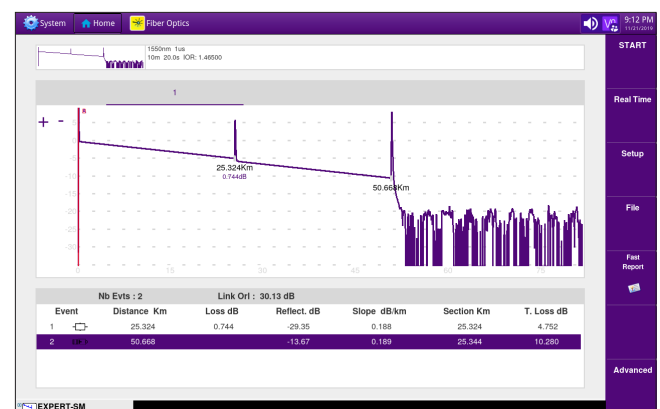 System Home Fiber Optics
9:12 PM
11/21/2019
START
1550nm 1us
10m 20.0s IOR: 1.46500
1
Real Time
A
+ -
-5
-10
-20
-25
-30
25.324Km
0.744dB
50.668Km
Setup
File
Fast
Report
0 15 30 45 60 75
Nb Evts : 2 Link Orl : 30.13 dB
Event Distance Km Loss dB Reflect. dB Slope dB/km Section Km T. Loss dB
1 25.324 0.744 -29.35 0.188 25.324 4.752
2 50.668 -13.67 0.189 25.344 10.280
Advanced
EXPERT-SM